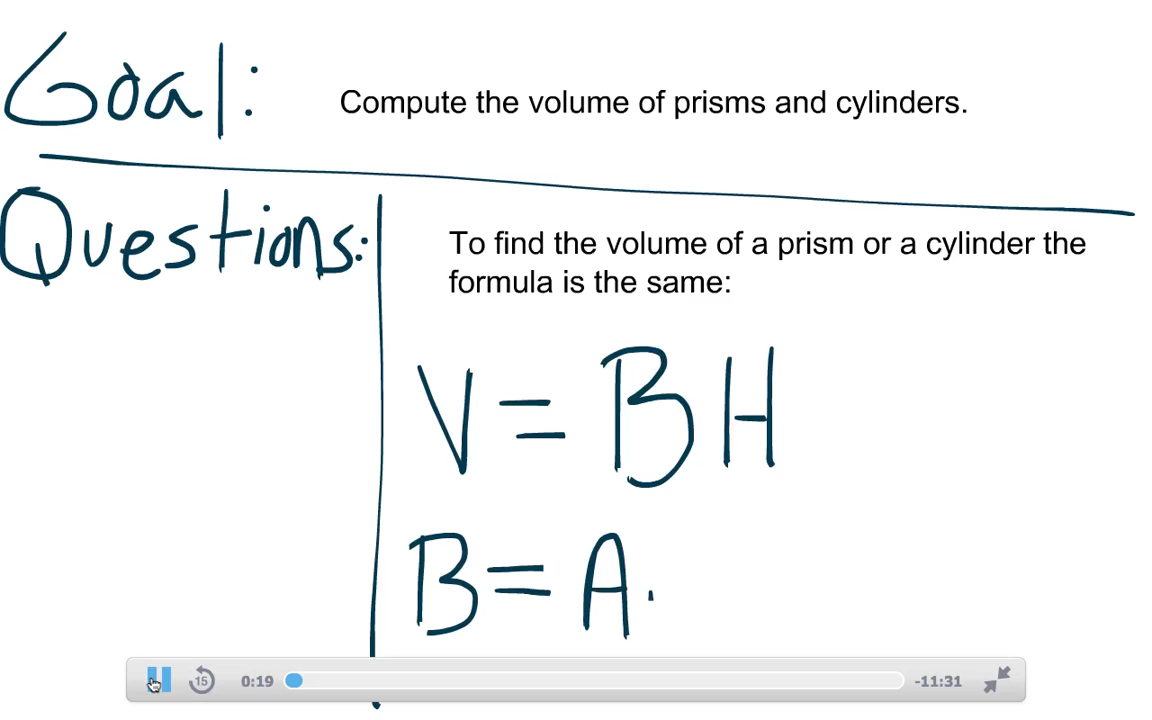 Goal:
Compute the volume of prisms and cylinders.
Questions:
To find the volume of a prism or a cylinder the
formula is the same:
V = BH
B = A.
15
0:19
-11:31